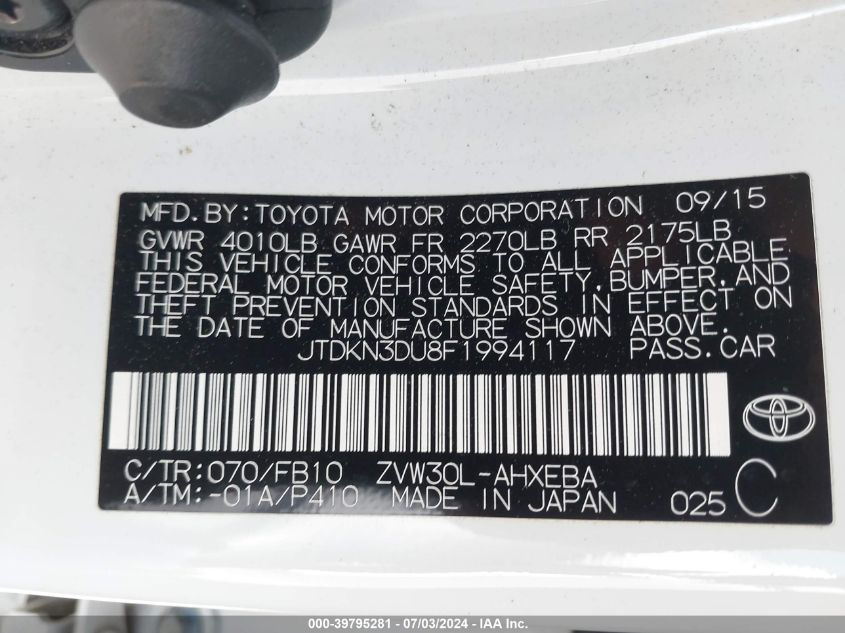 MFD. BY: TOYOTA MOTOR CORPORATION 09/15
GVWR 4010LB GAWR FR 2270LB RR 2175LB
THIS VEHICLE CONFORMS TO ALL APPLICABLE
FEDERAL MOTOR VEHICLE SAFETY, BUMPER, AND
THEFT PREVENTION STANDARDS IN EFFECT ON
THE DATE OF MANUFACTURE SHOWN ABOVE.
JTDKN3DU8F1994117 PASS. CAR
C/TR: 070/FB10 ZVW30L-AHXEBA
A/TM: -01A/P410 MADE IN JAPAN 025 C
000-39795281 - 07/03/2024 - IAA Inc.